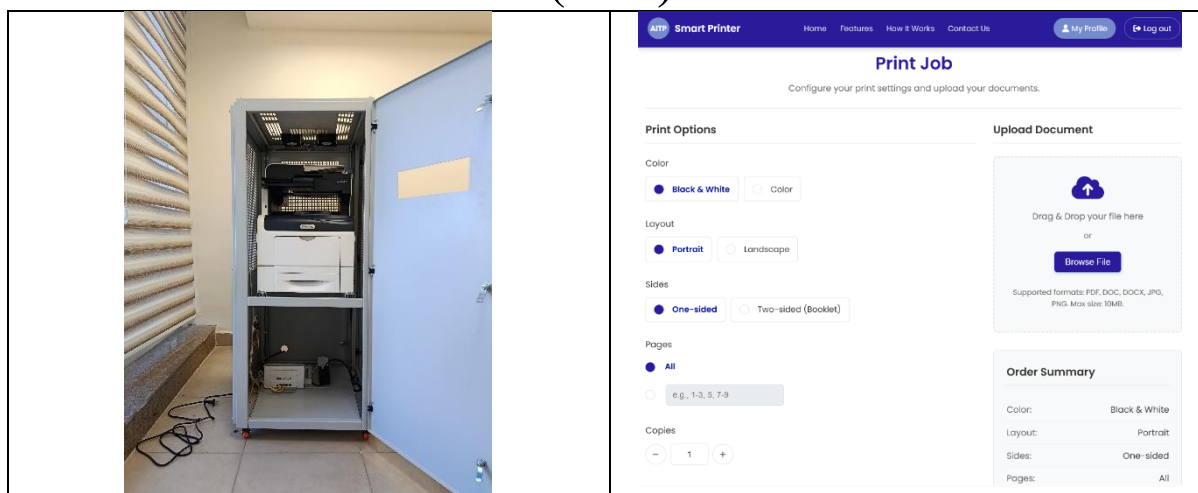 AITP Smart Printer Home Features How It Works Contact Us My Profile Log out
Print Job
Configure your print settings and upload your documents.
Print Options
Color
Black & White Color
Layout
Portrait Landscape
Sides
One-sided Two-sided (Booklet)
Pages
All
e.g., 1-3, 5, 7-9
Copies
− 1 +
Upload Document
Drag & Drop your file here
or
Browse File
Supported formats: PDF, DOC, DOCX, JPG,
PNG. Max size: 10MB.
Order Summary
Color: Black & White
Layout: Portrait
Sides: One-sided
Pages: All